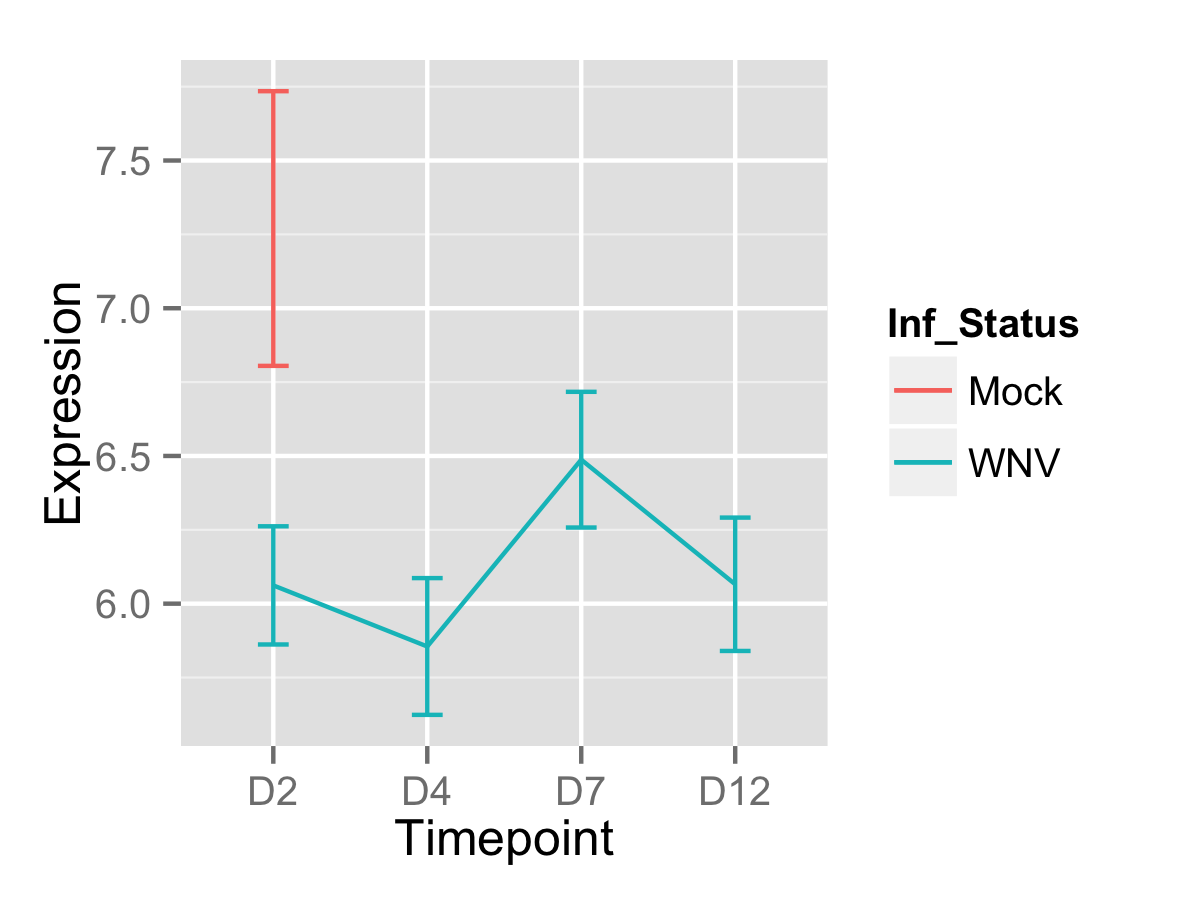 Expression
7.5
7.0
6.5
6.0
D2 D4 D7 D12
Timepoint
Inf_Status
Mock
WNV